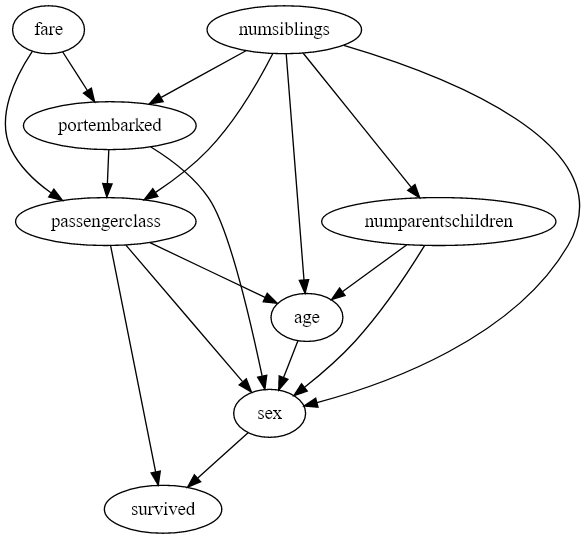 fare
numsiblings
portembarked
passengerclass
numparentschildren
age
sex
survived